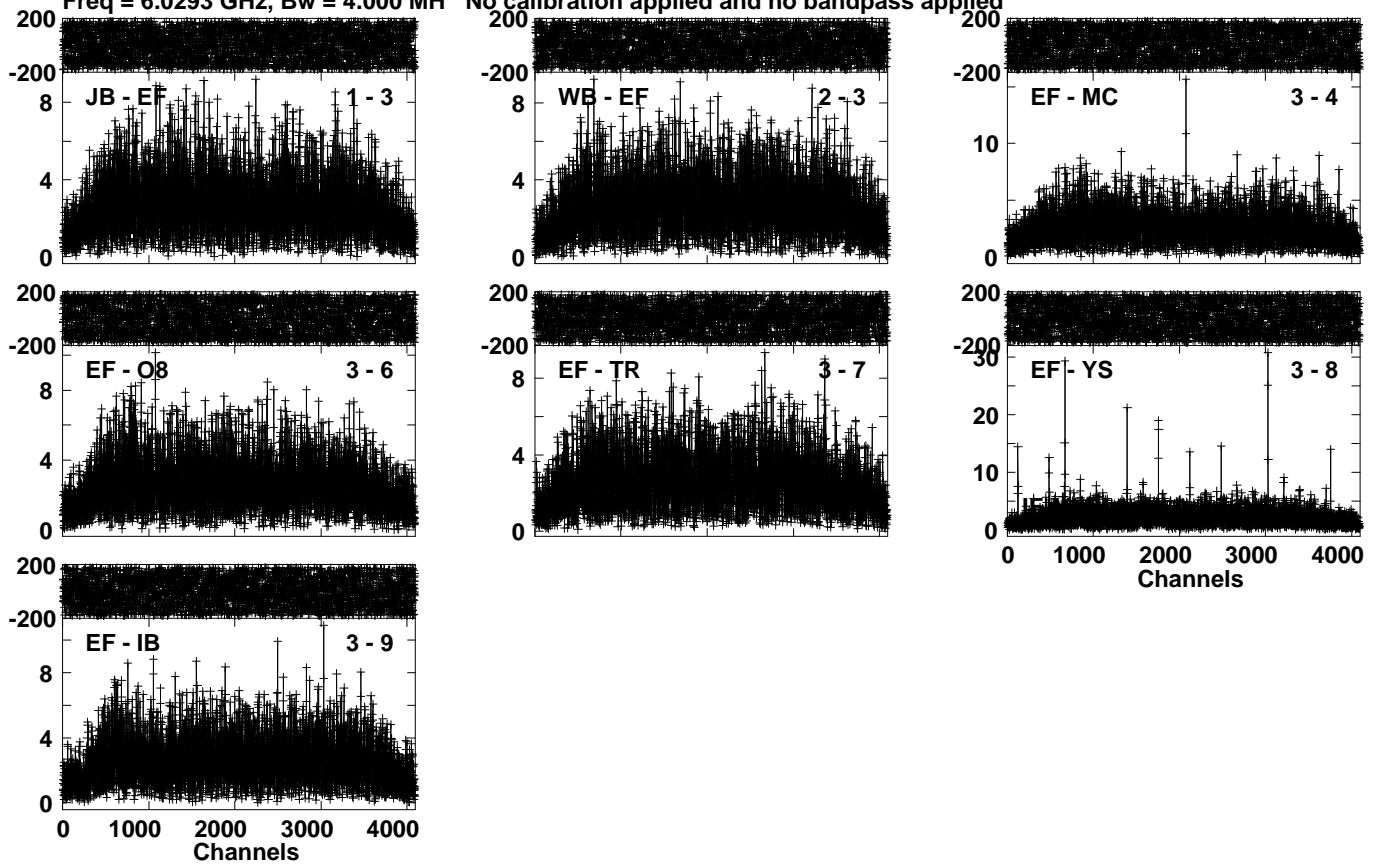 Freq = 6.0293 GHz, Bw = 4.000 MH No calibration applied and no bandpass applied
200 200 200
-200 -200 -200
JB - EF 1 - 3 WB - EF 2 - 3 EF - MC 3 - 4
8 8 10
4 4
0 0 0
200 200 200
-200 -200 -200
30
EF - O8 3 - 6 EF - TR 3 - 7 EF - YS 3 - 8
8 8 20
4 4 10
0 0 0
0 1000 2000 3000 4000
Channels
200
-200
EF - IB 3 - 9
8
4
0
0 1000 2000 3000 4000
Channels